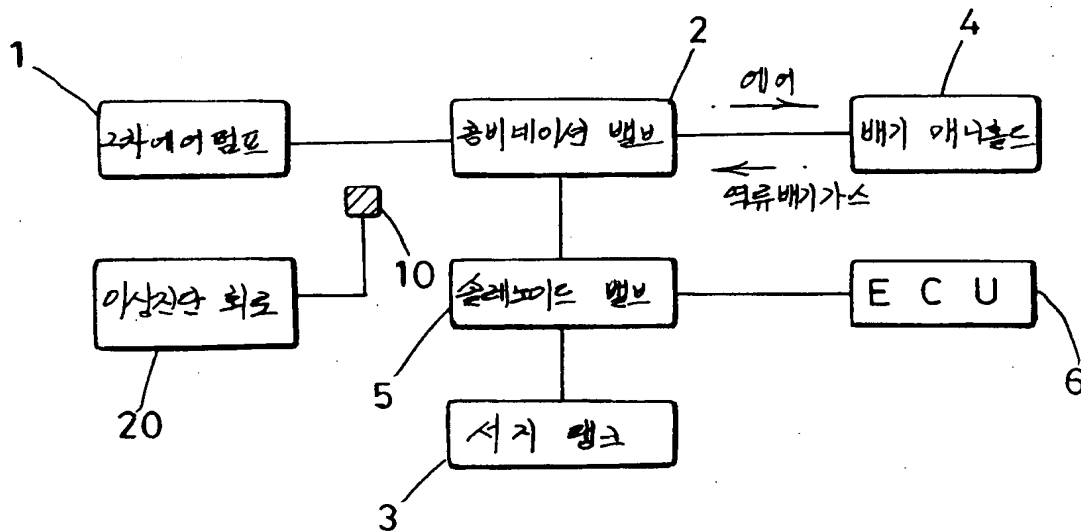 1
2
4
에어
2차에어펌프
콤비네이션 밸브
배기 매니홀드
역류배기가스
10
이상진단 회로
솔레노이드 밸브
E C U
20
5
6
서지 탱크
3